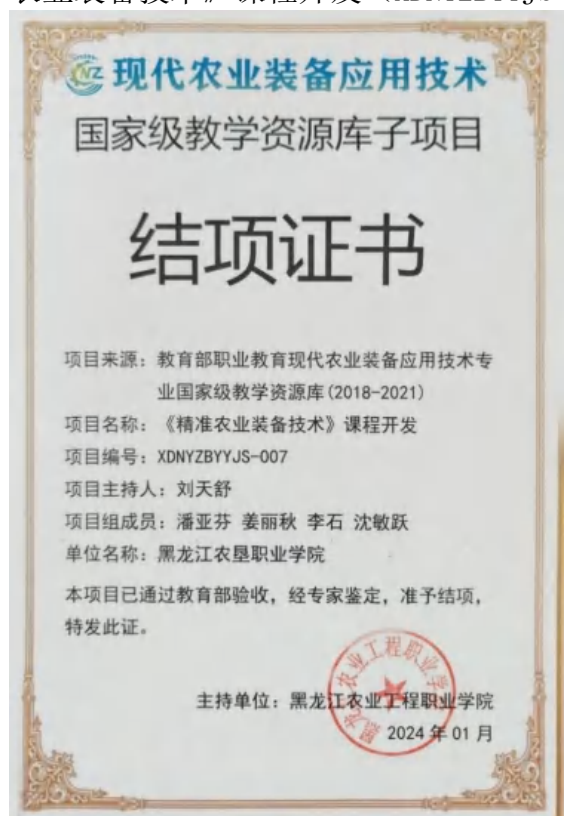 现代农业装备应用技术
国家级教学资源库子项目
结项证书
项目来源：教育部职业教育现代农业装备应用技术专
业国家级教学资源库(2018-2021)
项目名称：《精准农业装备技术》课程开发
项目编号：XDNYZBYYJS-007
项目主持人：刘天舒
项目组成员：潘亚芬 姜丽秋 李石 沈敏跃
单位名称：黑龙江农垦职业学院
本项目已通过教育部验收，经专家鉴定，准予结项，
特发此证。
主持单位：黑龙江农业工程职业学院
2024 年 01 月